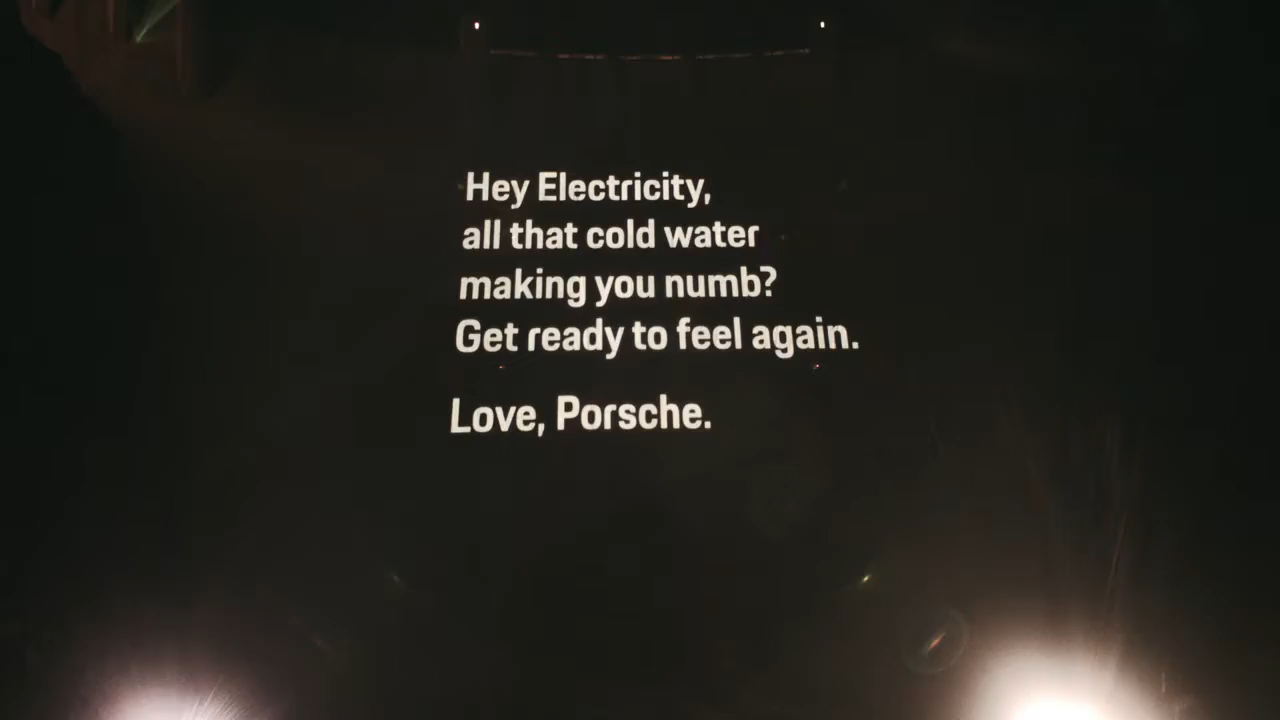 Hey Electricity,
all that cold water
making you numb?
Get ready to feel again.
Love, Porsche.